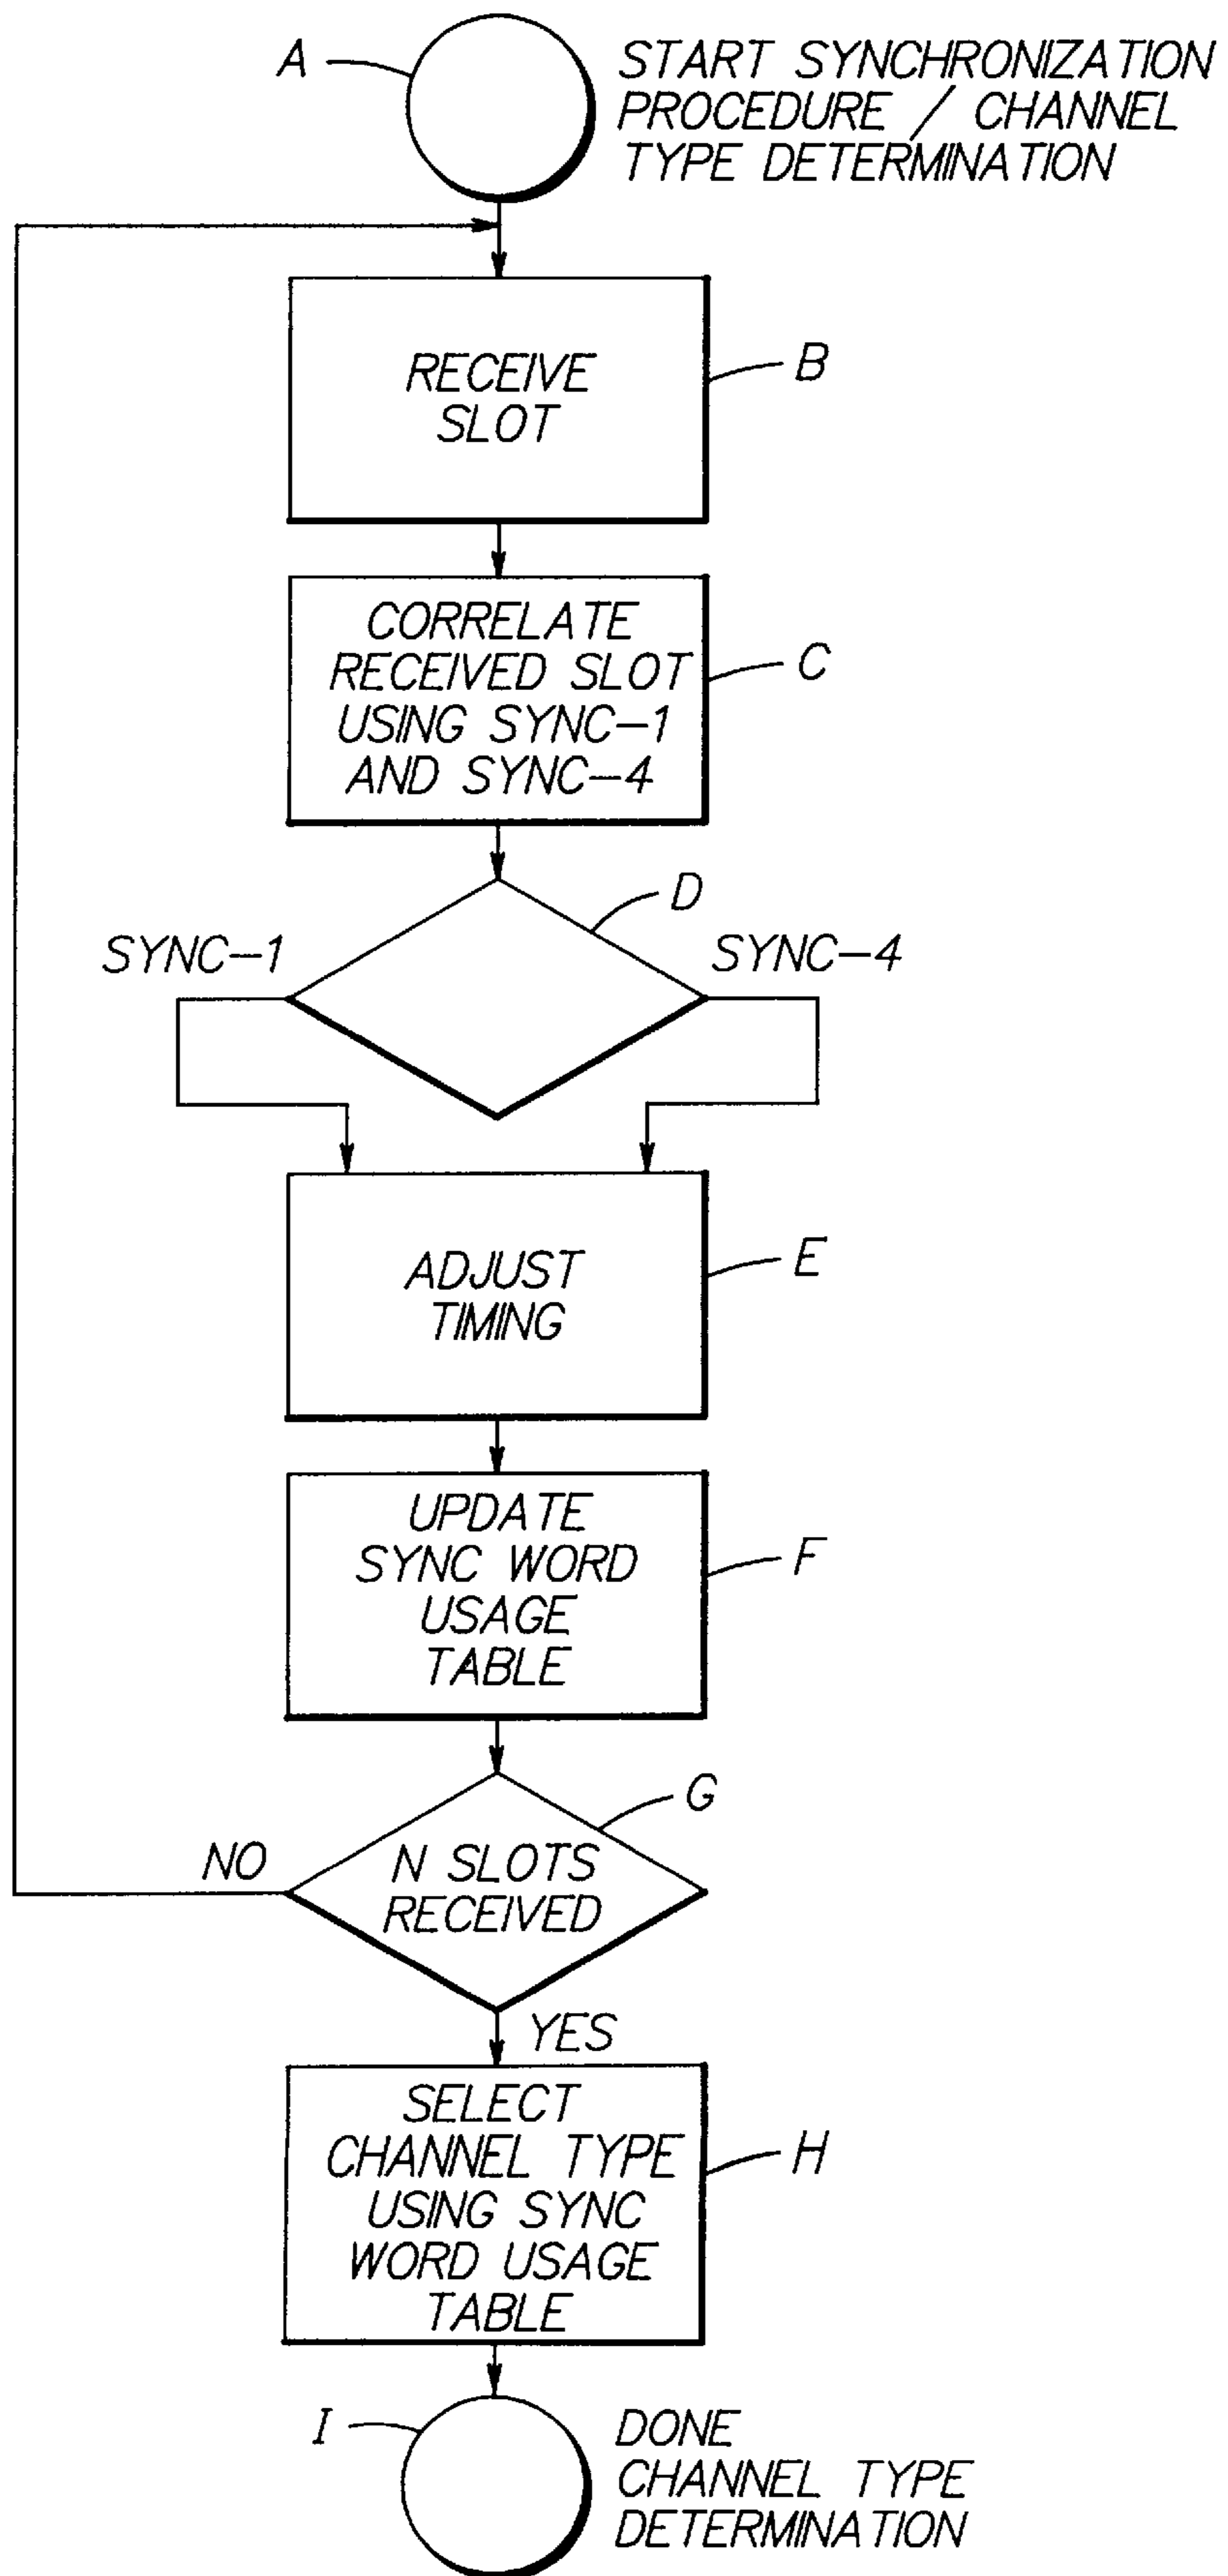 A
START SYNCHRONIZATION
PROCEDURE / CHANNEL
TYPE DETERMINATION
RECEIVE
SLOT
B
CORRELATE
RECEIVED SLOT
USING SYNC-1
AND SYNC-4
C
D
SYNC-1
SYNC-4
ADJUST
TIMING
E
UPDATE
SYNC WORD
USAGE
TABLE
F
G
NO
N SLOTS
RECEIVED
YES
SELECT
CHANNEL TYPE
USING SYNC
WORD USAGE
TABLE
H
I
DONE
CHANNEL TYPE
DETERMINATION